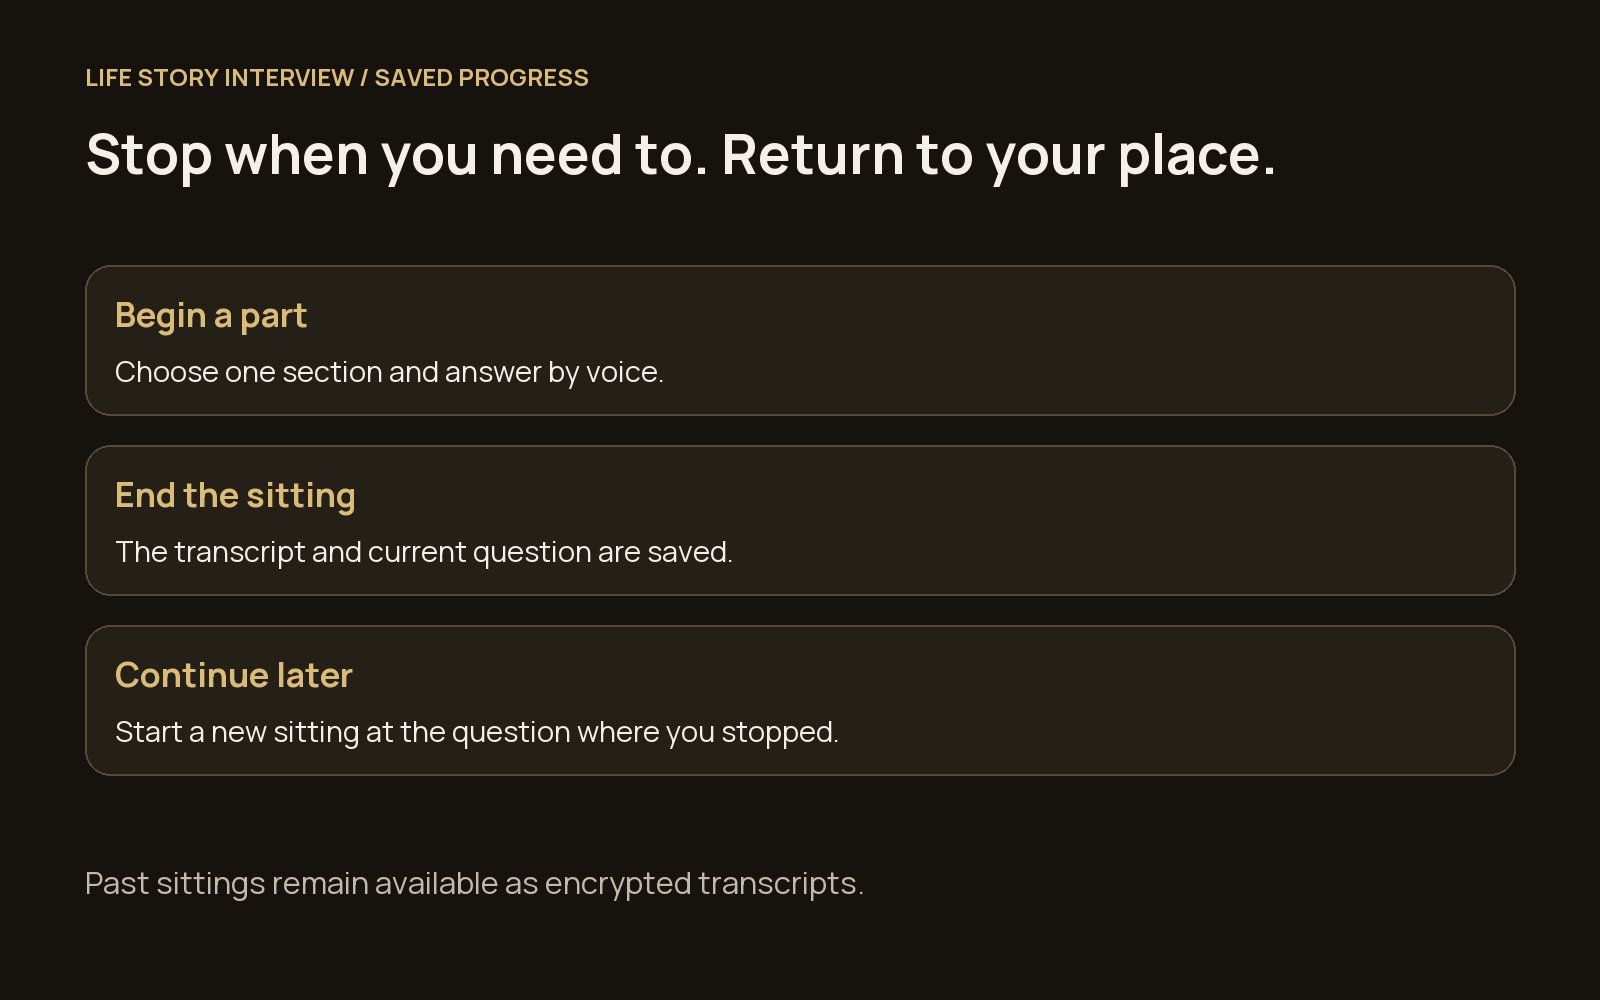 LIFE STORY INTERVIEW / SAVED PROGRESS
Stop when you need to. Return to your place.
Begin a part
Choose one section and answer by voice.
End the sitting
The transcript and current question are saved.
Continue later
Start a new sitting at the question where you stopped.
Past sittings remain available as encrypted transcripts.